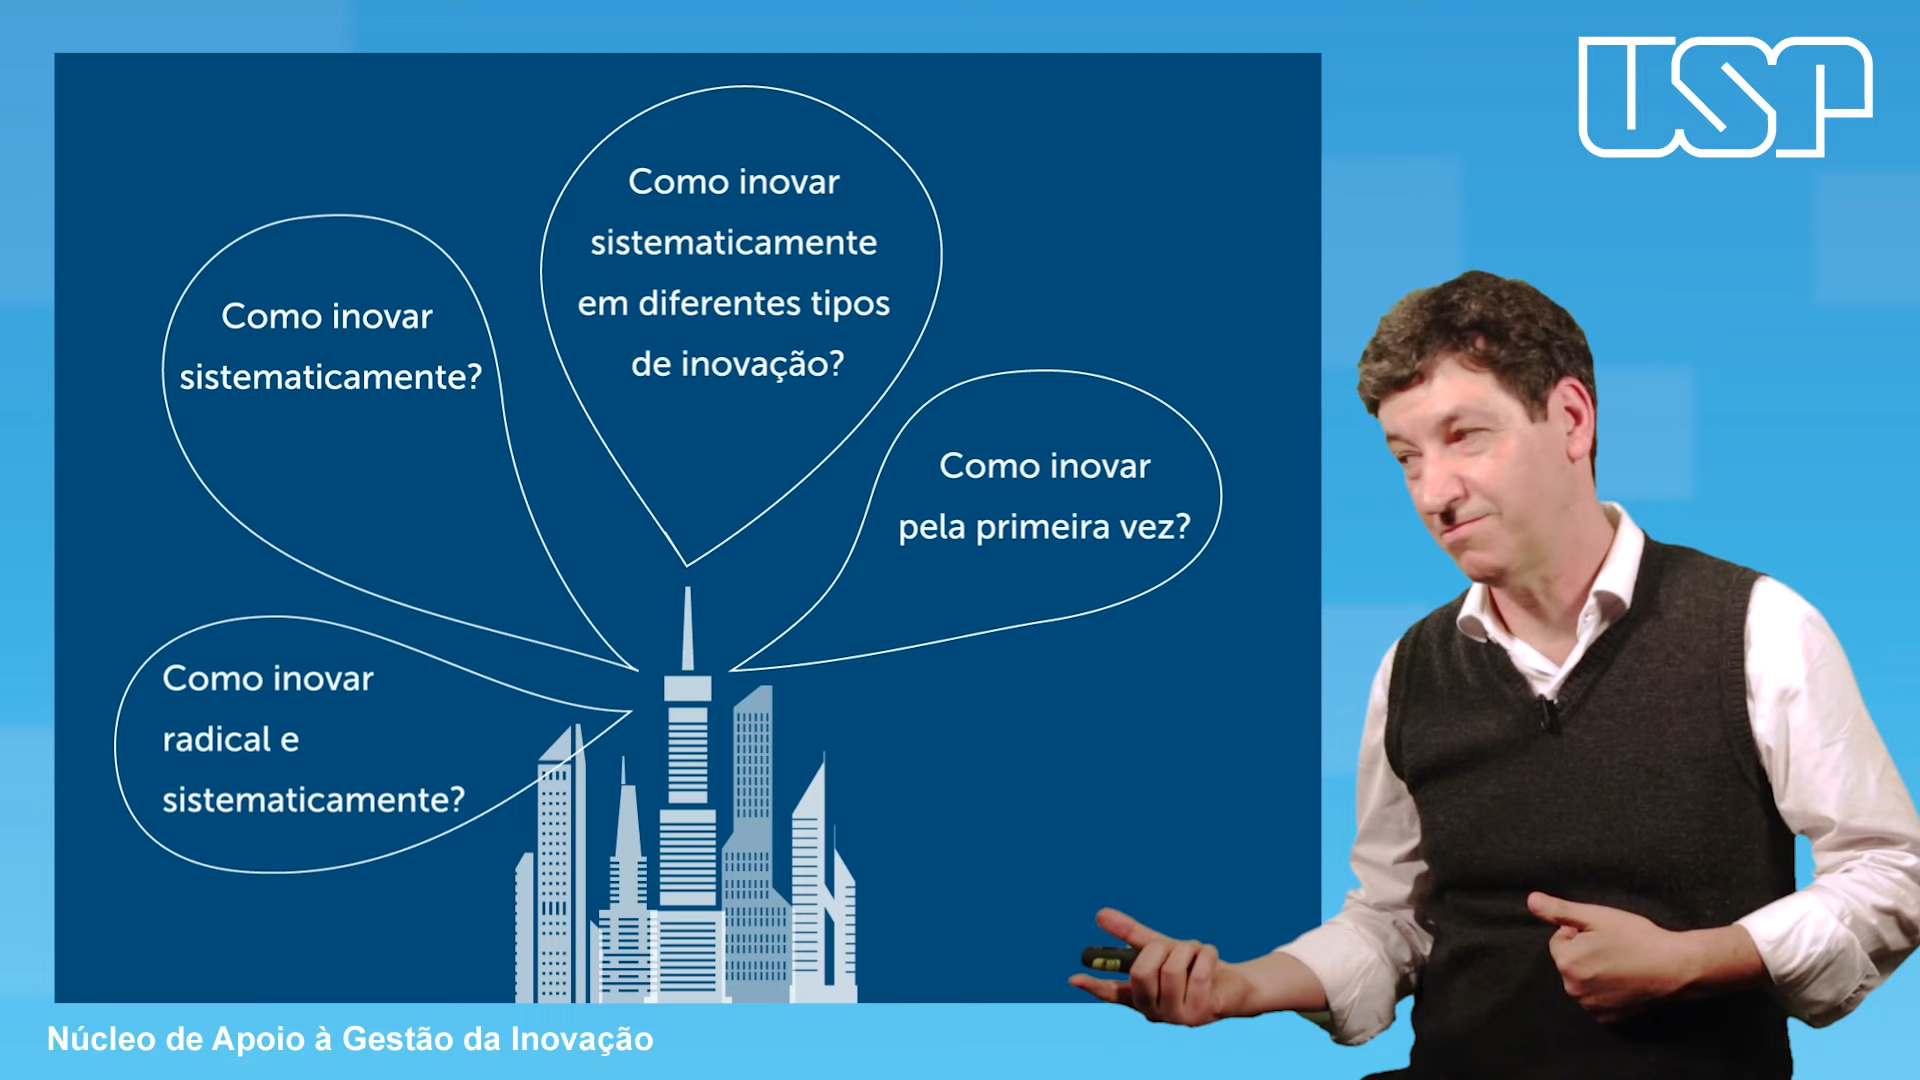 USP
Como inovar
sistematicamente
em diferentes tipos
de inovação?
Como inovar
sistematicamente?
Como inovar
pela primeira vez?
Como inovar
radical e
sistematicamente?
Núcleo de Apoio à Gestão da Inovação